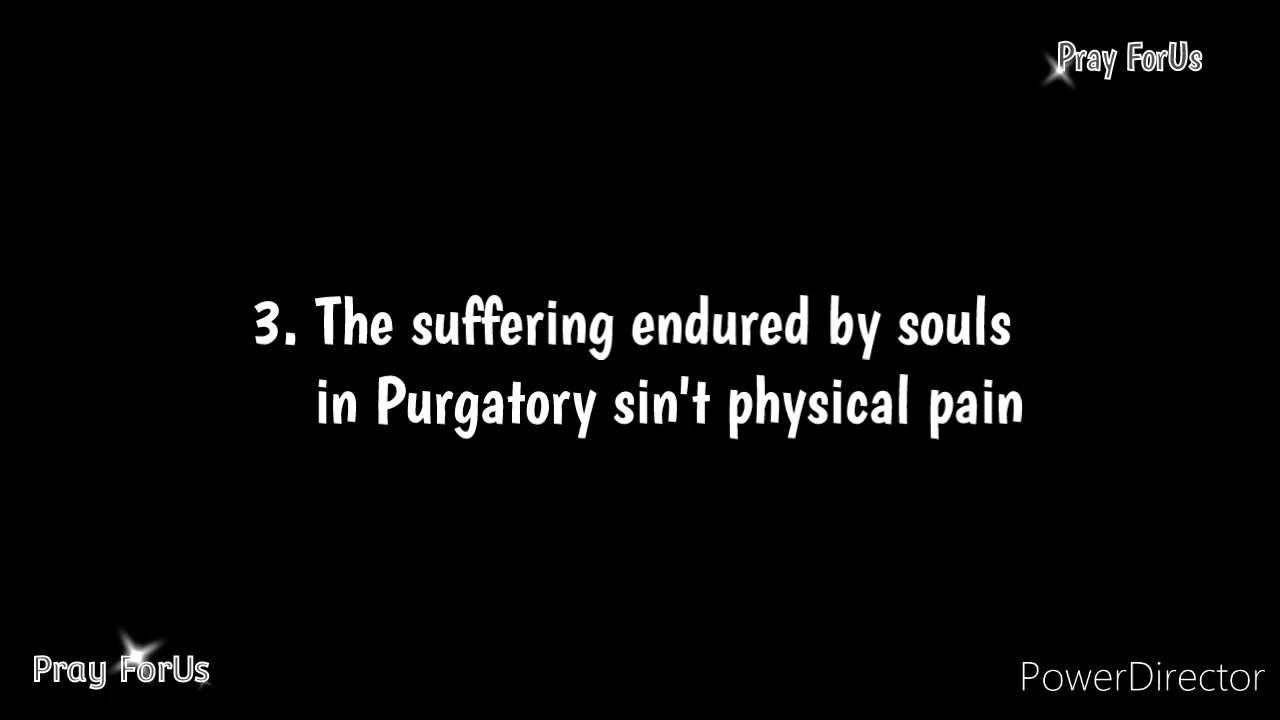 Pray ForUs
3. The suffering endured by souls
in Purgatory sin't physical pain
Pray ForUs
PowerDirector